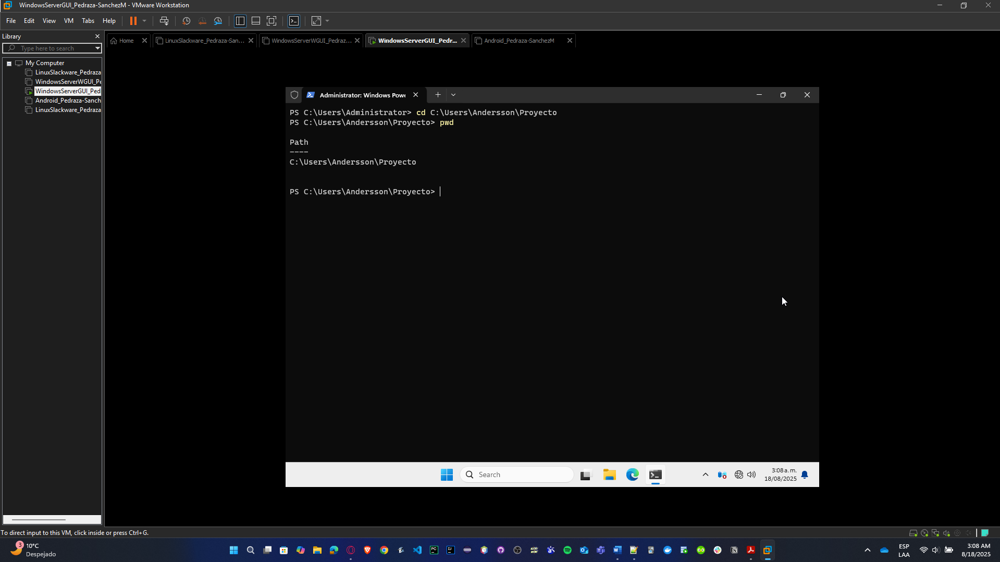 WindowsServerGUI_Pedraza-SanchezM - VMware Workstation
File Edit View VM Tabs Help
Library
Type here to search
My Computer
LinuxSlackware_Pedraza
WindowsServerWGUI_Pe
WindowsServerGUI_Ped
Android_Pedraza-Sanch
LinuxSlackware_Pedraza
Home
LinuxSlackware_Pedraza-San...
WindowsServerWGUI_Pedraz...
WindowsServerGUI_Pedr...
Android_Pedraza-SanchezM
Administrator: Windows Powe
PS C:\Users\Administrator> cd C:\Users\Andersson\Proyecto
PS C:\Users\Andersson\Proyecto> pwd
Path
----
C:\Users\Andersson\Proyecto
PS C:\Users\Andersson\Proyecto>
Search
3:08 a. m.
18/08/2025
To direct input to this VM, click inside or press Ctrl+G.
3
10°C
Despejado
ESP
LAA
3:08 AM
8/18/2025